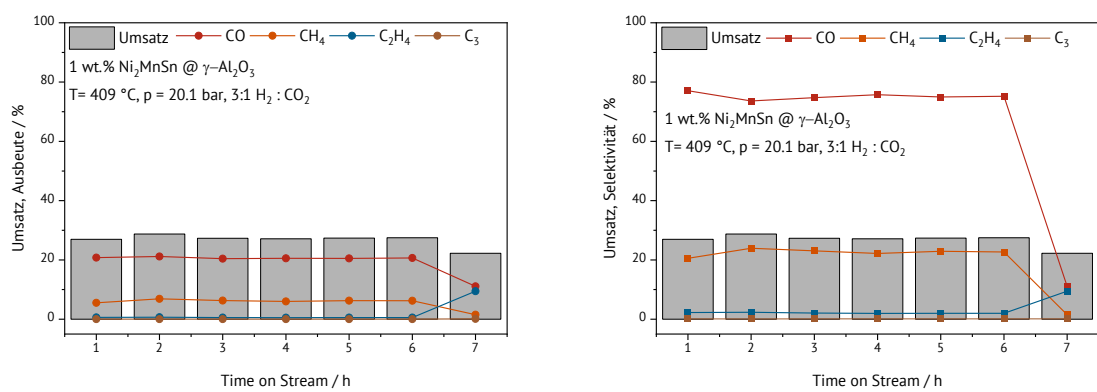 100
80
60
40
20
0
Umsatz, Ausbeute / %
Umsatz CO CH₄ C₂H₄ C₃
1 wt.% Ni₂MnSn @ γ–Al₂O₃
T= 409 °C, p = 20.1 bar, 3:1 H₂ : CO₂
1 2 3 4 5 6 7
Time on Stream / h
100
80
60
40
20
0
Umsatz, Selektivität / %
Umsatz CO CH₄ C₂H₄ C₃
1 wt.% Ni₂MnSn @ γ–Al₂O₃
T= 409 °C, p = 20.1 bar, 3:1 H₂ : CO₂
1 2 3 4 5 6 7
Time on Stream / h